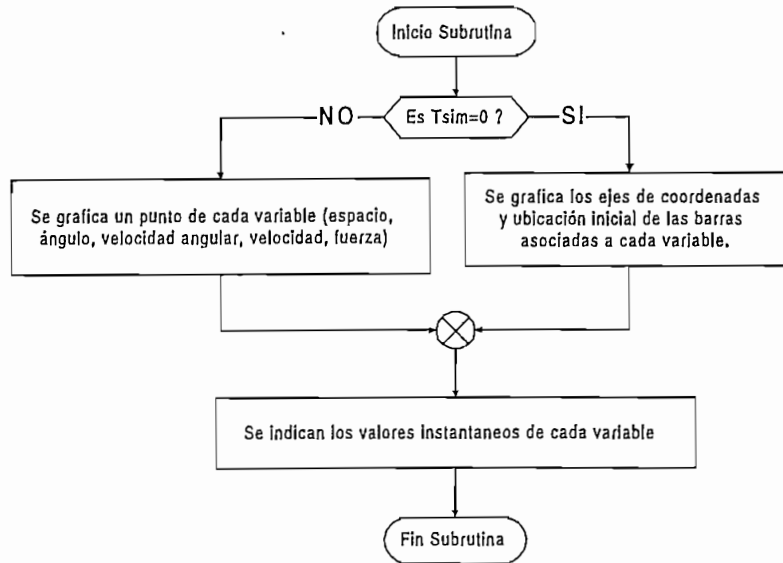 Inicio Subrutina
Es Tsim=0 ?
NO
SI
Se grafica un punto de cada variable (espacio,
ángulo, velocidad angular, velocidad, fuerza)
Se grafica los ejes de coordenadas
y ubicación inicial de las barras
asociadas a cada variable.
Se indican los valores instantaneos de cada variable
Fin Subrutina